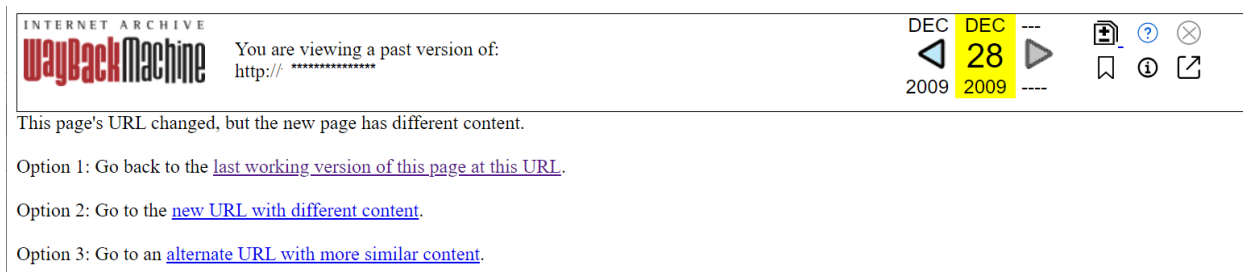 INTERNET ARCHIVE
WayBackMachine
You are viewing a past version of:
http:// ***************
DEC DEC ---
28
2009 2009 ----
This page's URL changed, but the new page has different content.
Option 1: Go back to the last working version of this page at this URL.
Option 2: Go to the new URL with different content.
Option 3: Go to an alternate URL with more similar content.